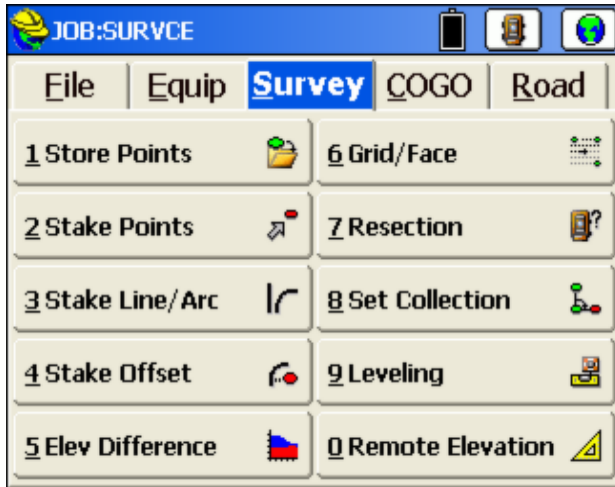 JOB:SURVCE
File Equip Survey COGO Road
1 Store Points
2 Stake Points
3 Stake Line/Arc
4 Stake Offset
5 Elev Difference
6 Grid/Face
7 Resection
8 Set Collection
9 Leveling
0 Remote Elevation